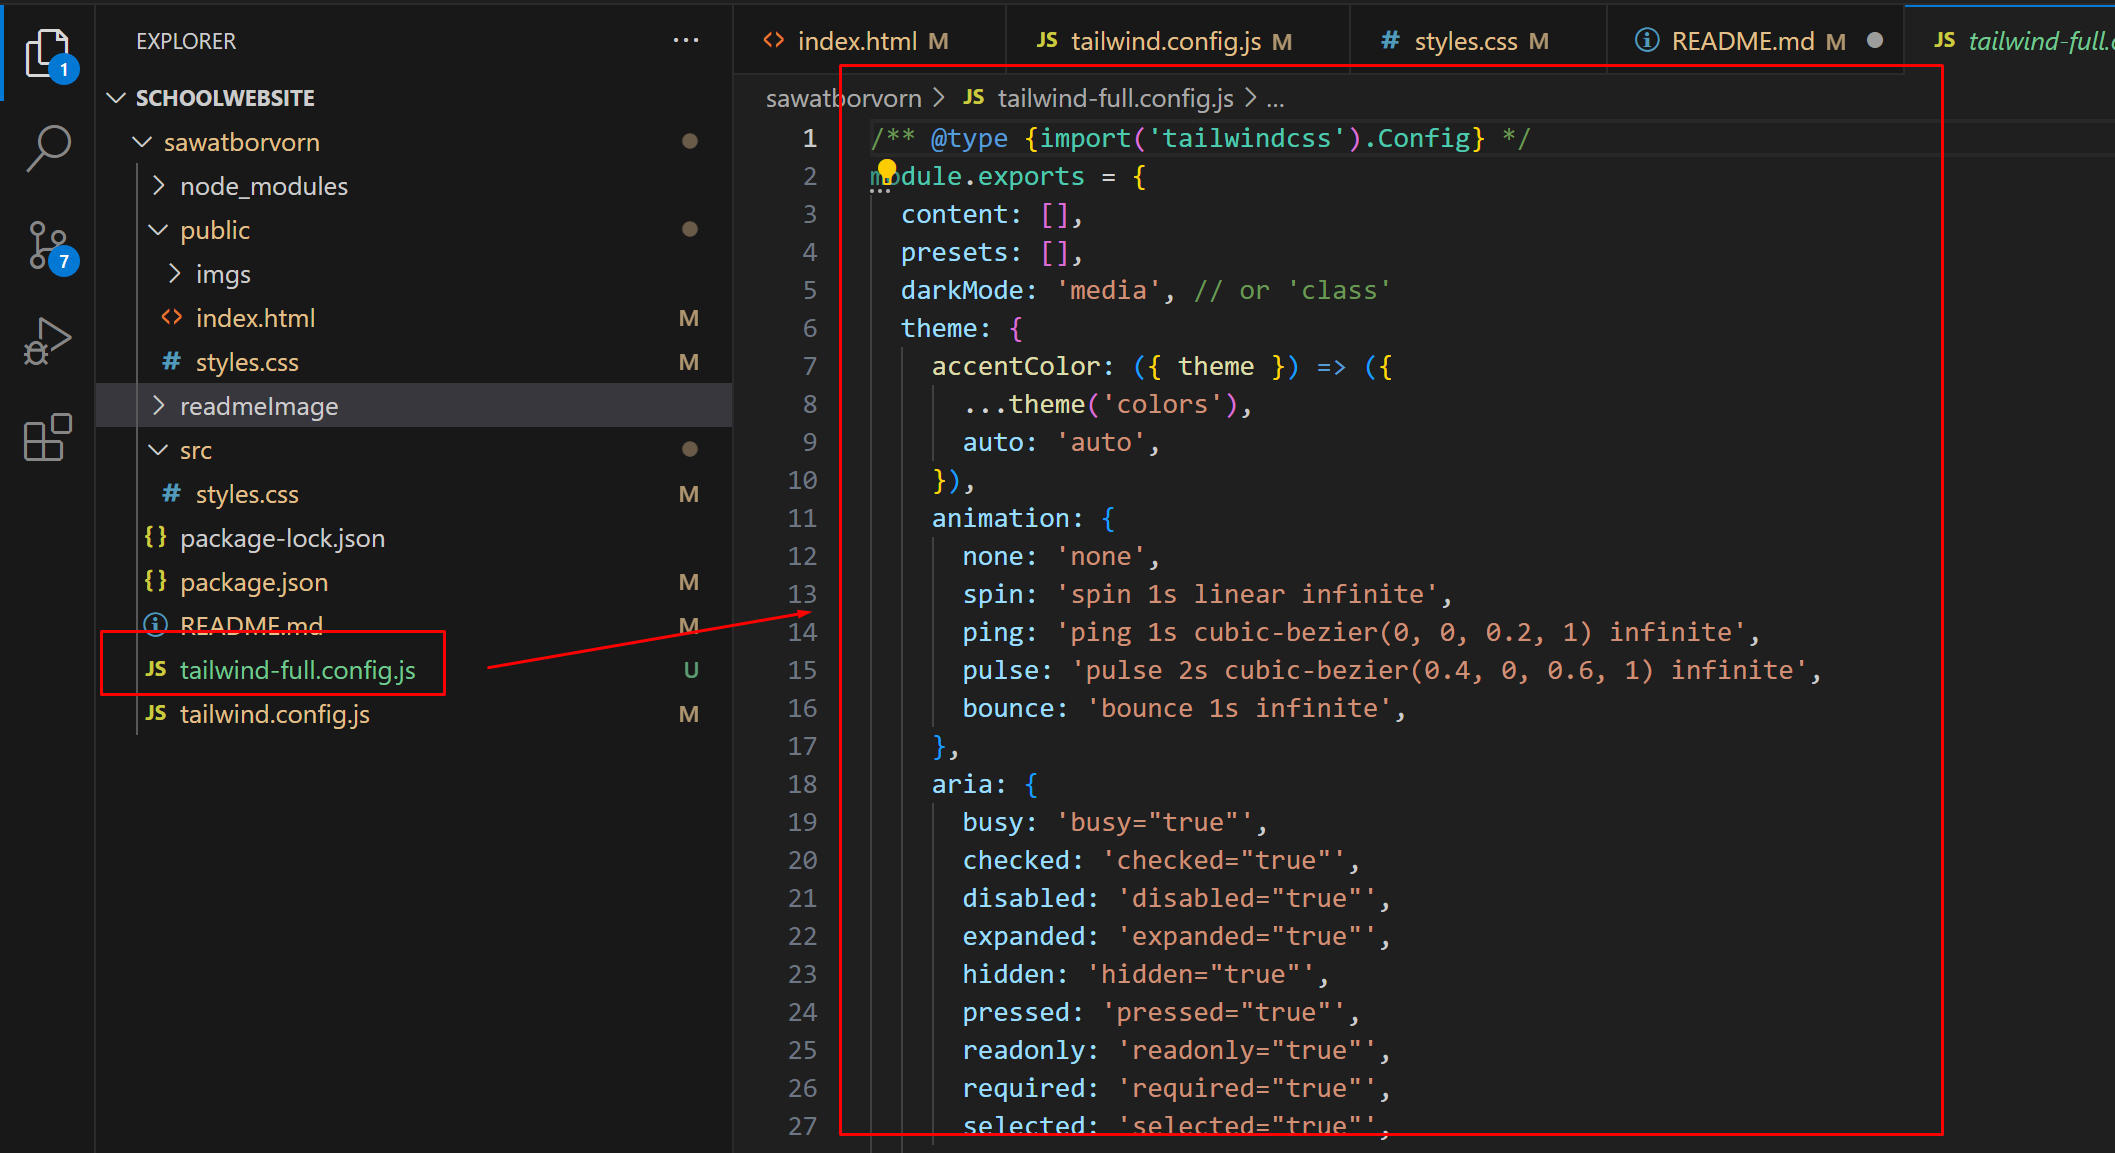 EXPLORER
SCHOOLWEBSITE
sawatborvorn
node_modules
public
imgs
index.html M
styles.css M
readmeImage
src
styles.css M
package-lock.json
package.json M
README.md M
tailwind-full.config.js U
tailwind.config.js M
1
7
index.html M
JS tailwind.config.js M
# styles.css M
README.md M
JS tailwind-full.c
sawatborvorn > JS tailwind-full.config.js > ...
1 /** @type {import('tailwindcss').Config} */
2 module.exports = {
3 content: [],
4 presets: [],
5 darkMode: 'media', // or 'class'
6 theme: {
7 accentColor: ({ theme }) => ({
8 ...theme('colors'),
9 auto: 'auto',
10 }),
11 animation: {
12 none: 'none',
13 spin: 'spin 1s linear infinite',
14 ping: 'ping 1s cubic-bezier(0, 0, 0.2, 1) infinite',
15 pulse: 'pulse 2s cubic-bezier(0.4, 0, 0.6, 1) infinite',
16 bounce: 'bounce 1s infinite',
17 },
18 aria: {
19 busy: 'busy="true"',
20 checked: 'checked="true"',
21 disabled: 'disabled="true"',
22 expanded: 'expanded="true"',
23 hidden: 'hidden="true"',
24 pressed: 'pressed="true"',
25 readonly: 'readonly="true"',
26 required: 'required="true"',
27 selected: 'selected="true"',